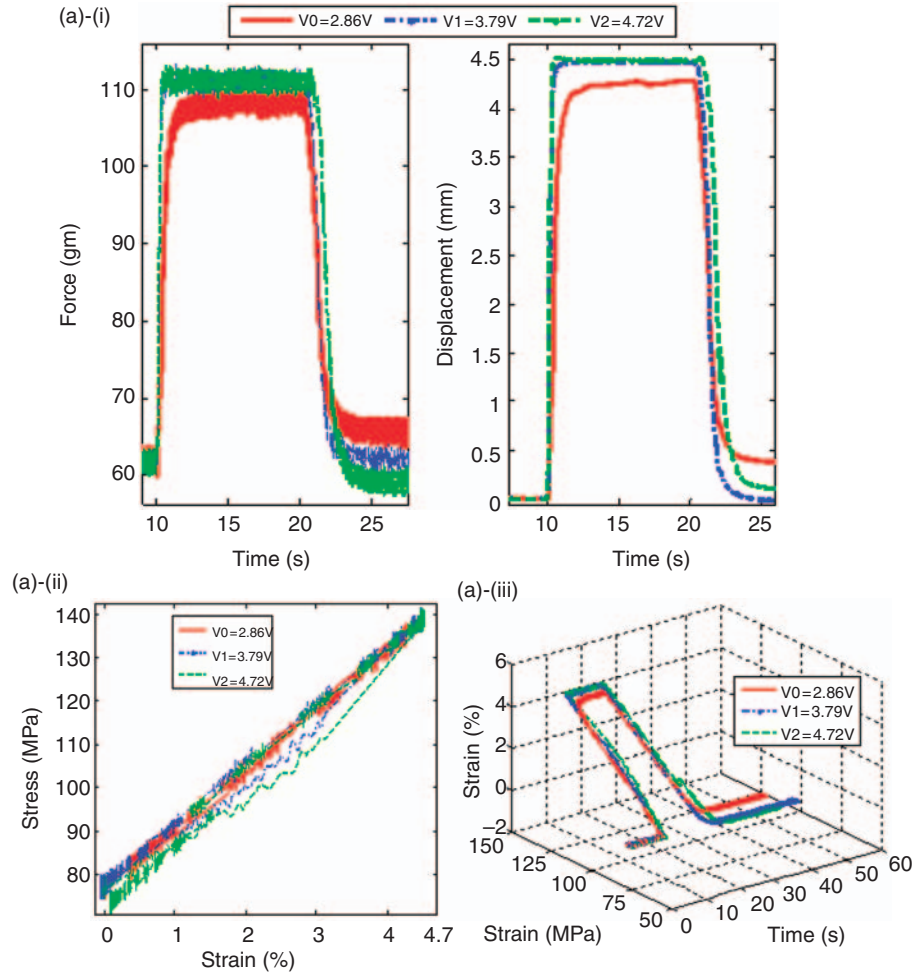 (a)-(i)
V0=2.86V V1=3.79V V2=4.72V
110
100
90
80
70
60
Force (gm)
10 15 20 25
Time (s)
4.5
4
3.5
3
2.5
2
1.5
1
0.5
0
Displacement (mm)
10 15 20 25
Time (s)
(a)-(ii)
140
130
120
110
100
90
80
Stress (MPa)
V0=2.86V
V1=3.79V
V2=4.72V
0 1 2 3 4 4.7
Strain (%)
(a)-(iii)
6
4
2
0
−2
Strain (%)
V0=2.86V
V1=3.79V
V2=4.72V
150
125
100
75
50
Strain (MPa)
0 10 20 30 40 50 60
Time (s)